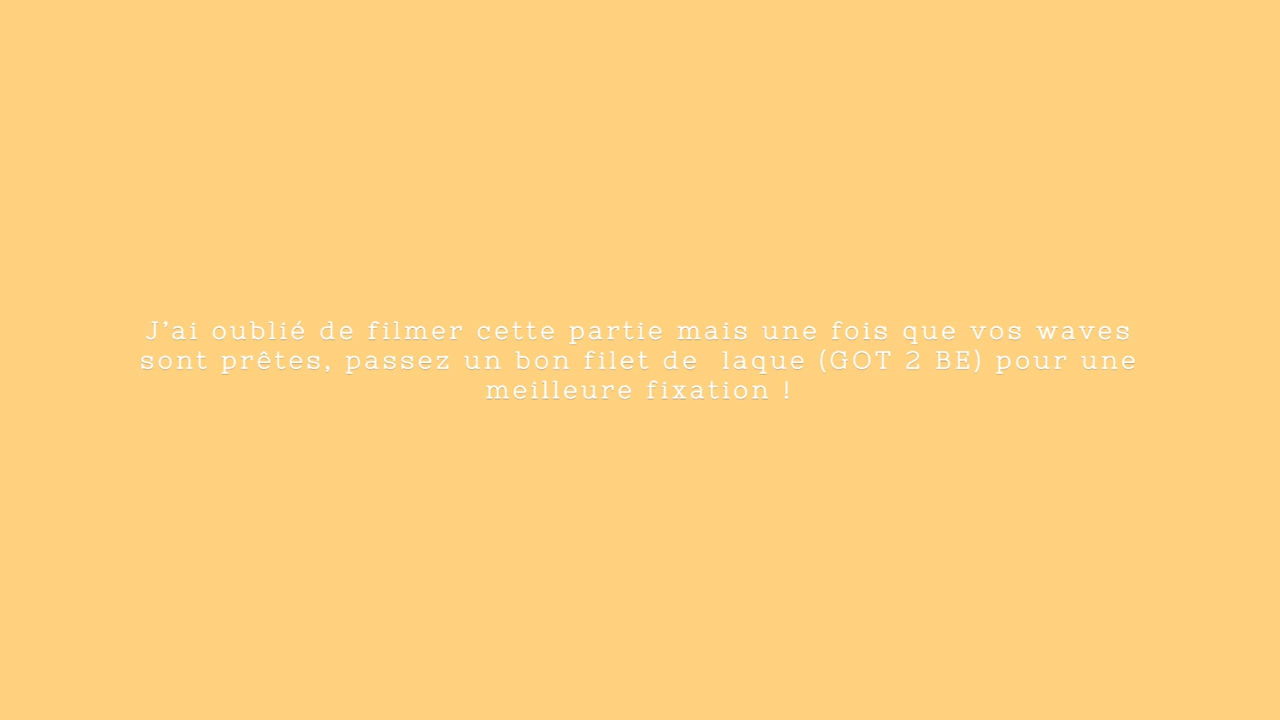 J'ai oublié de filmer cette partie mais une fois que vos waves
sont prêtes, passez un bon filet de  laque (GOT 2 BE) pour une
meilleure fixation !